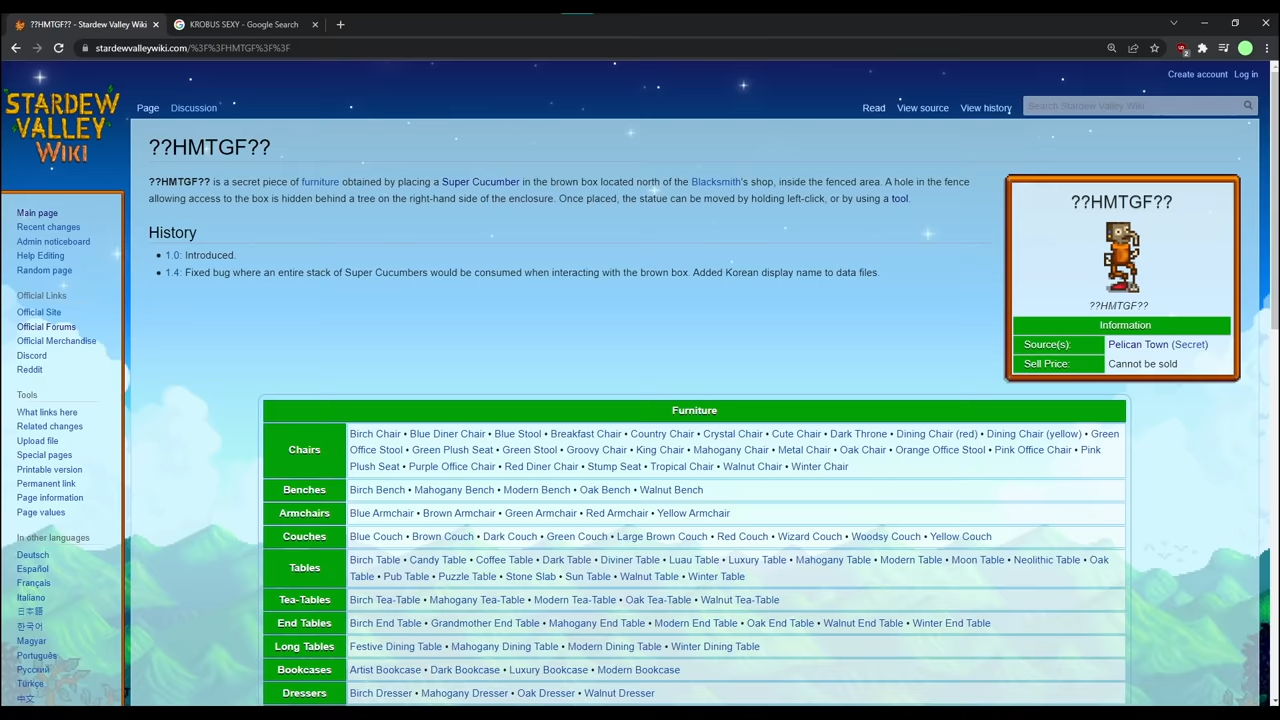 ??HMTGF?? - Stardew Valley Wiki
KROBUS SEXY - Google Search
stardewvalleywiki.com/%3F%3FHMTGF%3F%3F
2
Create account Log in
STARDEW VALLEY WIKI
Page Discussion
Read View source View history
Search Stardew Valley Wiki
??HMTGF??
??HMTGF?? is a secret piece of furniture obtained by placing a Super Cucumber in the brown box located north of the Blacksmith's shop, inside the fenced area. A hole in the fence
allowing access to the box is hidden behind a tree on the right-hand side of the enclosure. Once placed, the statue can be moved by holding left-click, or by using a tool.
History
• 1.0: Introduced.
• 1.4: Fixed bug where an entire stack of Super Cucumbers would be consumed when interacting with the brown box. Added Korean display name to data files.
??HMTGF??
??HMTGF??
Information
Source(s): Pelican Town (Secret)
Sell Price: Cannot be sold
Main page
Recent changes
Admin noticeboard
Help Editing
Random page
Official Links
Official Site
Official Forums
Official Merchandise
Discord
Reddit
Tools
What links here
Related changes
Upload file
Special pages
Printable version
Permanent link
Page information
Page values
In other languages
Deutsch
Español
Français
Italiano
日本語
한국어
Magyar
Português
Русский
Türkçe
中文
Furniture
Chairs
Birch Chair • Blue Diner Chair • Blue Stool • Breakfast Chair • Country Chair • Crystal Chair • Cute Chair • Dark Throne • Dining Chair (red) • Dining Chair (yellow) • Green
Office Stool • Green Plush Seat • Green Stool • Groovy Chair • King Chair • Mahogany Chair • Metal Chair • Oak Chair • Orange Office Stool • Pink Office Chair • Pink
Plush Seat • Purple Office Chair • Red Diner Chair • Stump Seat • Tropical Chair • Walnut Chair • Winter Chair
Benches
Birch Bench • Mahogany Bench • Modern Bench • Oak Bench • Walnut Bench
Armchairs
Blue Armchair • Brown Armchair • Green Armchair • Red Armchair • Yellow Armchair
Couches
Blue Couch • Brown Couch • Dark Couch • Green Couch • Large Brown Couch • Red Couch • Wizard Couch • Woodsy Couch • Yellow Couch
Tables
Birch Table • Candy Table • Coffee Table • Dark Table • Diviner Table • Luau Table • Luxury Table • Mahogany Table • Modern Table • Moon Table • Neolithic Table • Oak
Table • Pub Table • Puzzle Table • Stone Slab • Sun Table • Walnut Table • Winter Table
Tea-Tables
Birch Tea-Table • Mahogany Tea-Table • Modern Tea-Table • Oak Tea-Table • Walnut Tea-Table
End Tables
Birch End Table • Grandmother End Table • Mahogany End Table • Modern End Table • Oak End Table • Walnut End Table • Winter End Table
Long Tables
Festive Dining Table • Mahogany Dining Table • Modern Dining Table • Winter Dining Table
Bookcases
Artist Bookcase • Dark Bookcase • Luxury Bookcase • Modern Bookcase
Dressers
Birch Dresser • Mahogany Dresser • Oak Dresser • Walnut Dresser